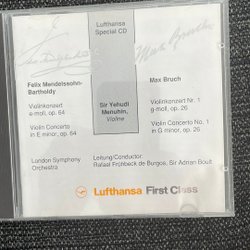 Lufthansa
Special CD
Felix Mendelssohn-
Bartholdy
Max Bruch
Violinkonzert
e-moll, op. 64
Sir Yehudi
Menuhin,
Violine
Violinkonzert Nr. 1
g-moll, op. 26
Violin Concerto
in E minor, op. 64
Violin Concerto No. 1
in G minor, op. 26
London Symphony
Orchestra
Leitung/Conductor:
Rafael Frühbeck de Burgos, Sir Adrian Boult
Lufthansa First Class